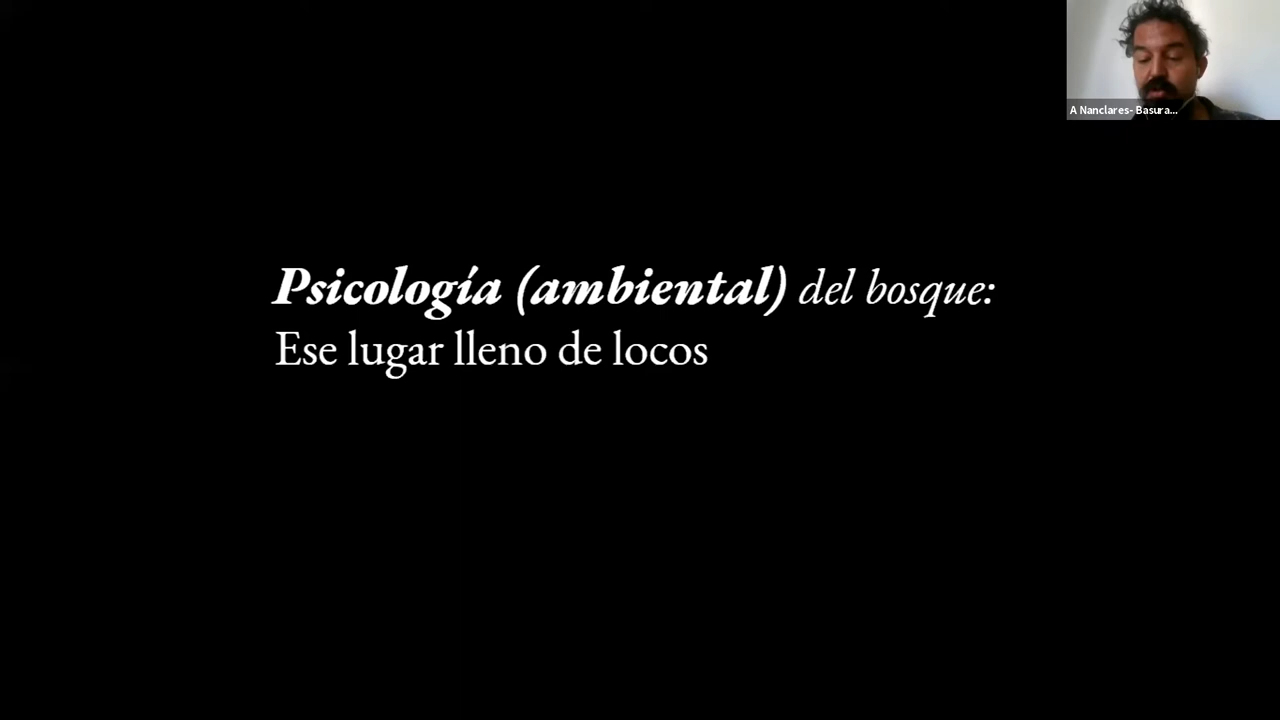 A Nanclares- Basura...
Psicología (ambiental) del bosque:
Ese lugar lleno de locos